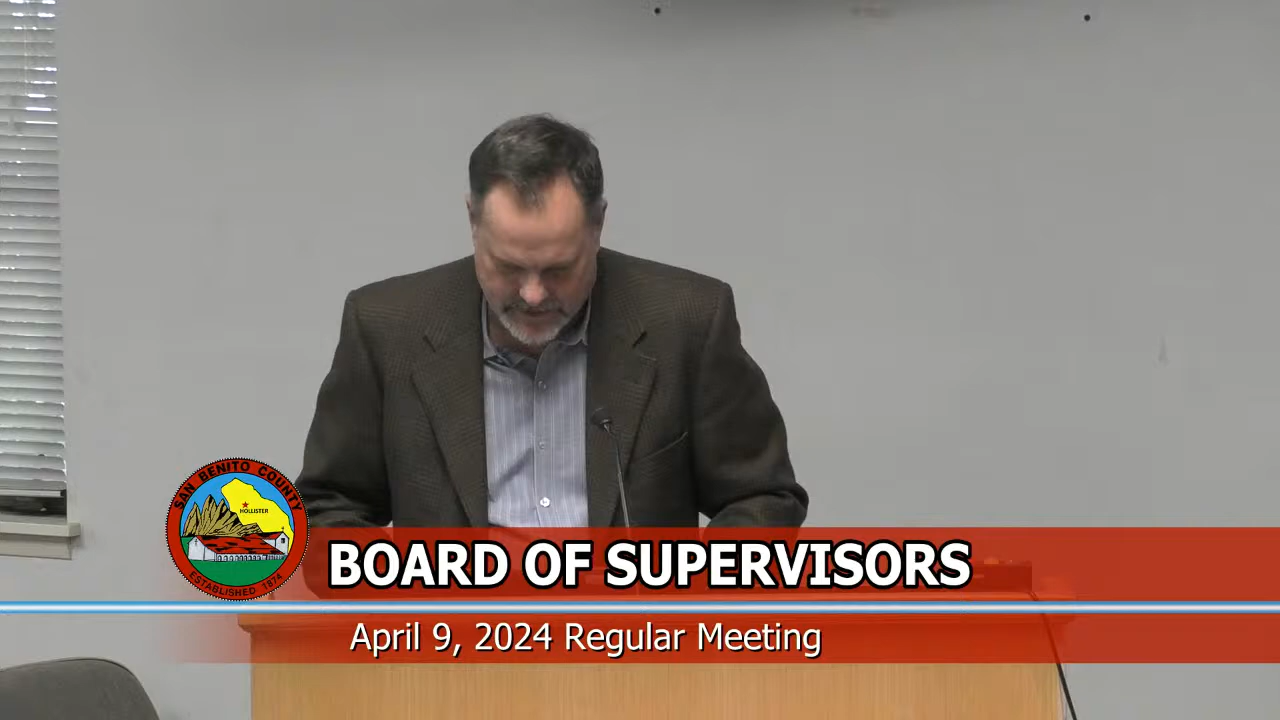 SAN BENITO COUNTY
HOLLISTER
ESTABLISHED 1874
BOARD OF SUPERVISORS
April 9, 2024 Regular Meeting